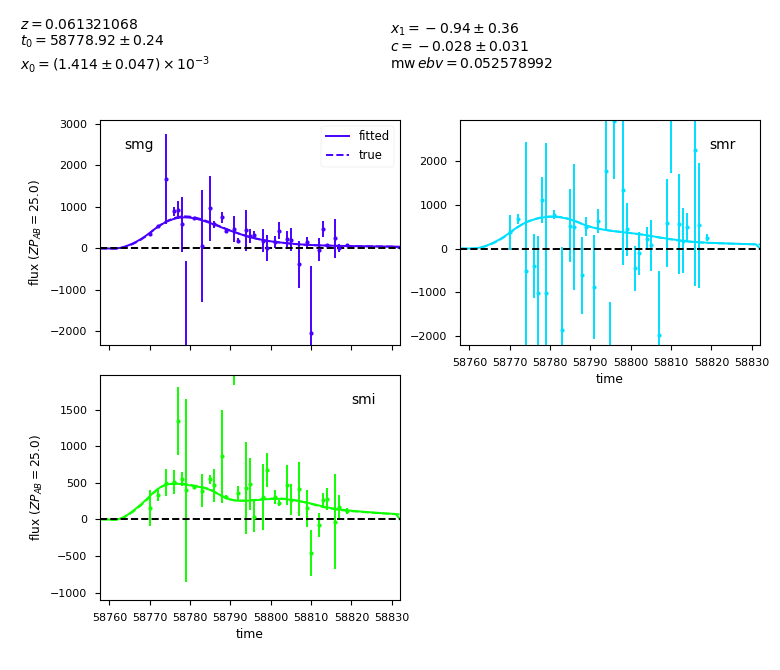 z = 0.061321068
t₀ = 58778.92 ± 0.24
x₀ = (1.414 ± 0.047) × 10⁻³
x₁ = −0.94 ± 0.36
c = −0.028 ± 0.031
mw ebv = 0.052578992
smg
fitted
true
3000
2000
1000
0
−1000
−2000
flux (ZP_AB = 25.0)
smr
2000
1000
0
−1000
−2000
58760 58770 58780 58790 58800 58810 58820 58830
time
smi
1500
1000
500
0
−500
−1000
flux (ZP_AB = 25.0)
58760 58770 58780 58790 58800 58810 58820 58830
time